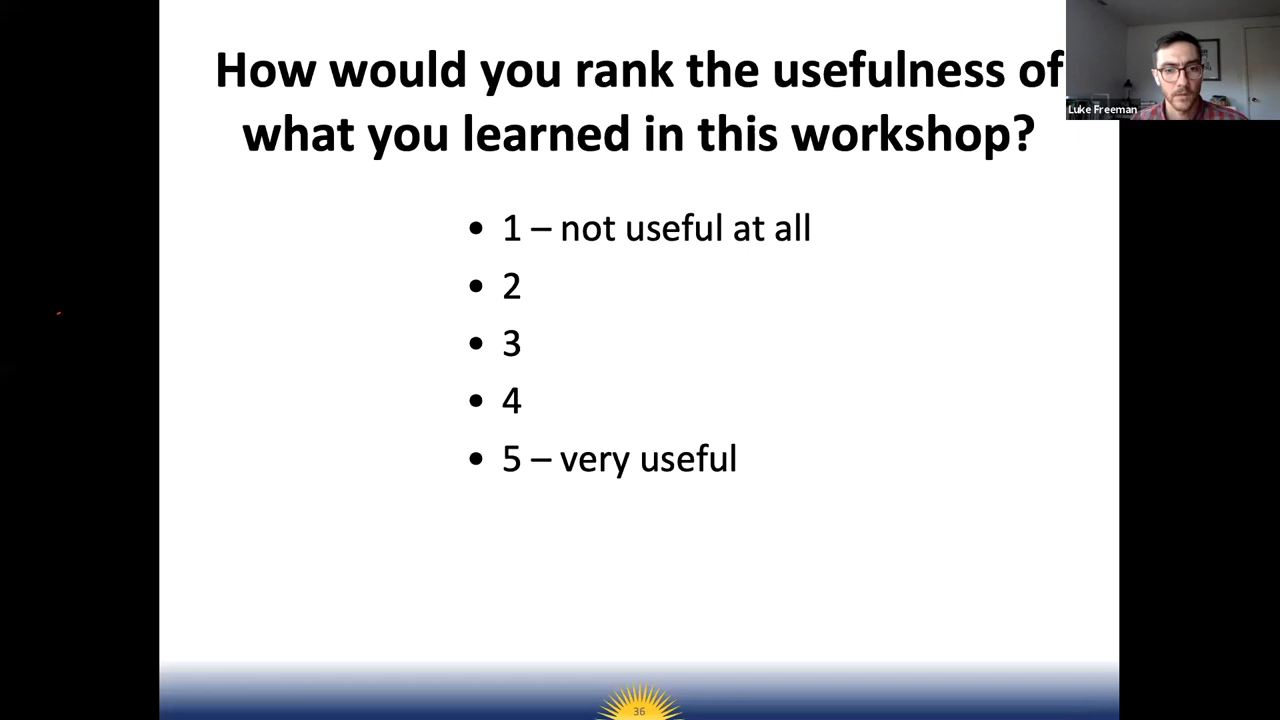 How would you rank the usefulness of
what you learned in this workshop?
Luke Freeman
• 1 – not useful at all
• 2
• 3
• 4
• 5 – very useful
36